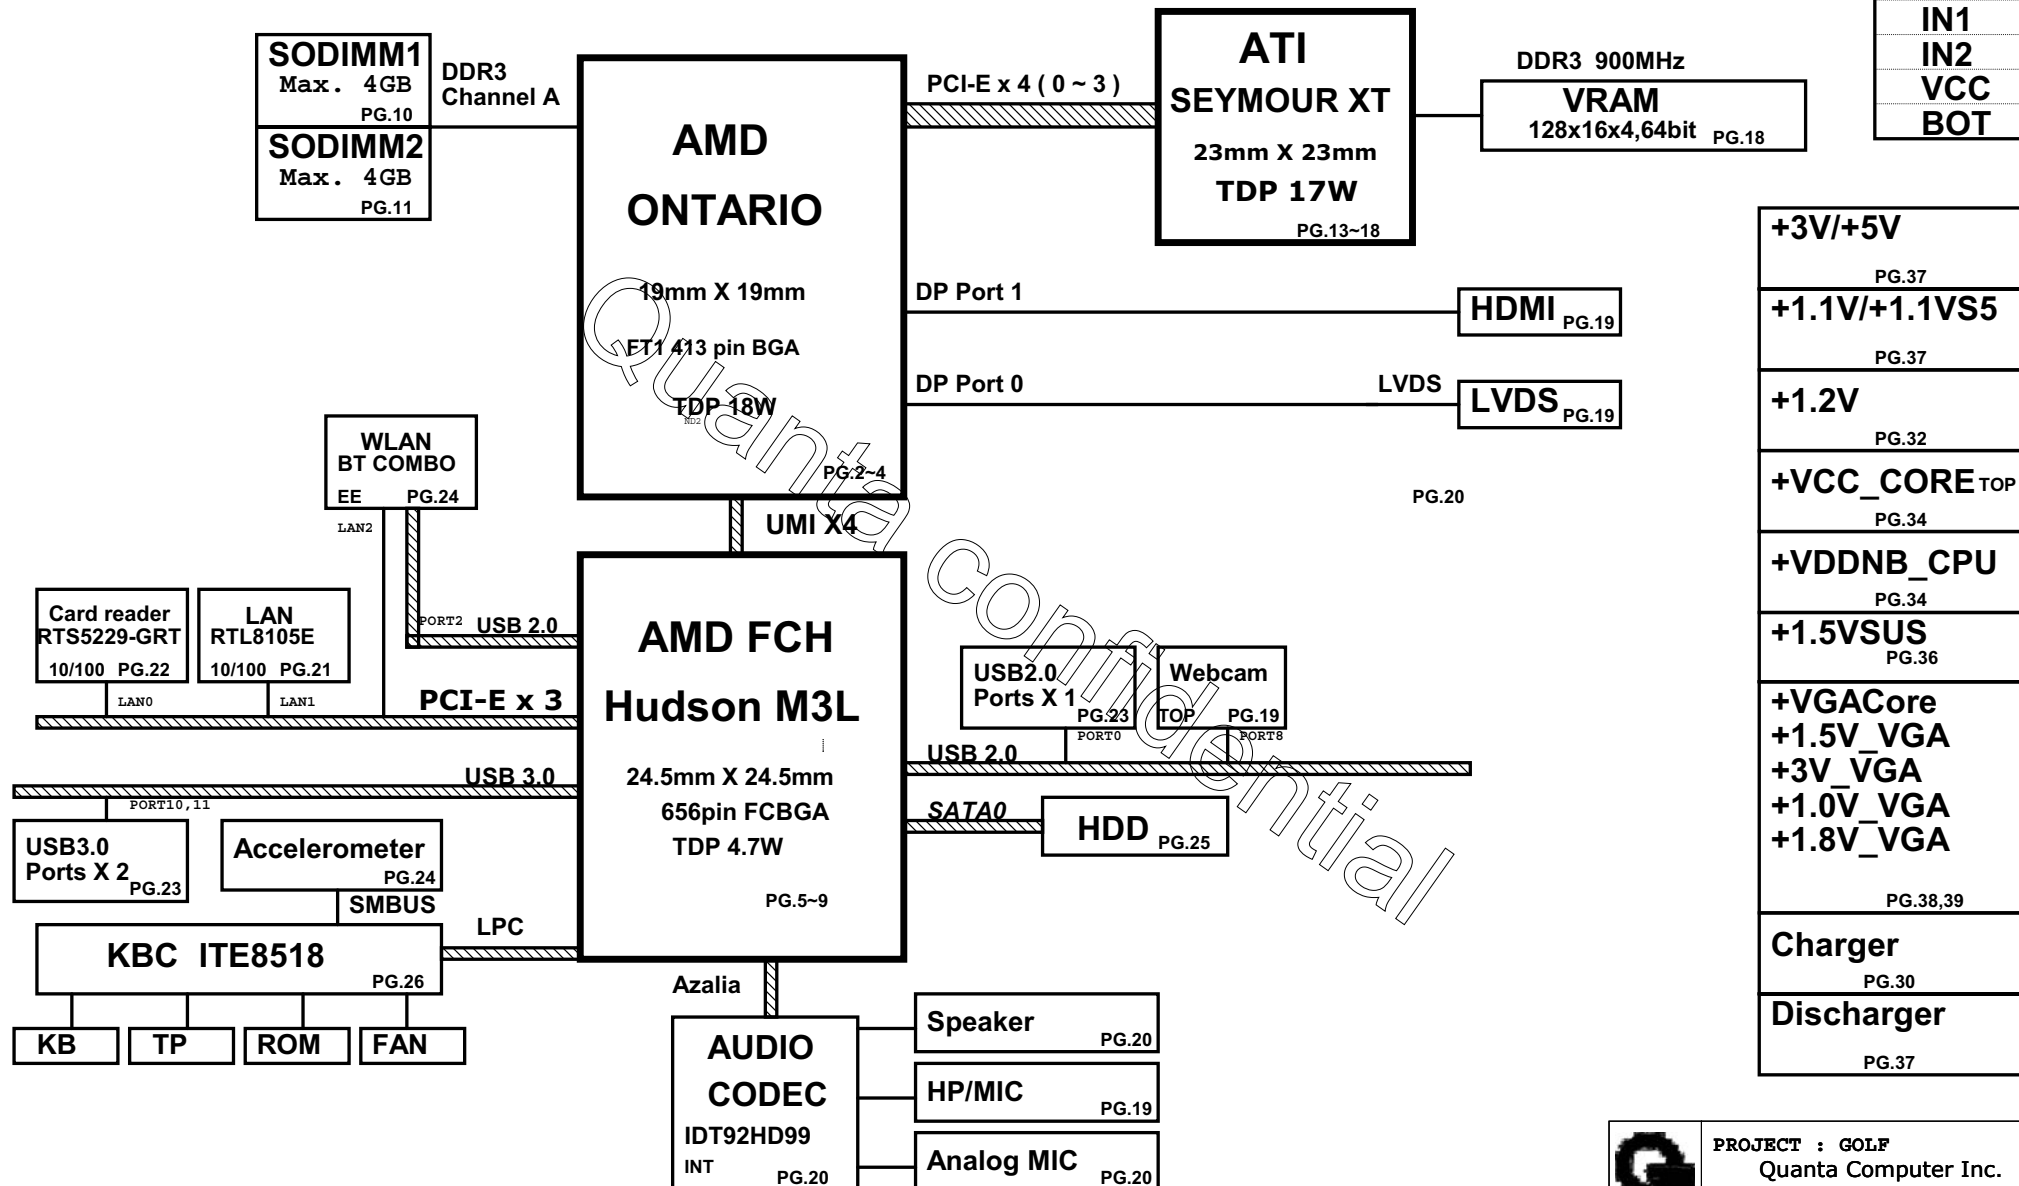 SODIMM1
Max. 4GB
PG.10
SODIMM2
Max. 4GB
PG.11
DDR3
Channel A
AMD
ONTARIO
19mm X 19mm
FT1 413 pin BGA
TDP 18W
ND2
PG.2~4
PCI-E x 4 ( 0 ~ 3 )
ATI
SEYMOUR XT
23mm X 23mm
TDP 17W
PG.13~18
DDR3 900MHz
VRAM
128x16x4,64bit PG.18
IN1
IN2
VCC
BOT
DP Port 1
HDMI PG.19
DP Port 0
LVDS
LVDS PG.19
PG.20
WLAN
BT COMBO
EE PG.24
LAN2
UMI X4
Card reader
RTS5229-GRT
10/100 PG.22
LAN0
LAN
RTL8105E
10/100 PG.21
LAN1
PORT2 USB 2.0
PCI-E x 3
AMD FCH
Hudson M3L
24.5mm X 24.5mm
656pin FCBGA
TDP 4.7W
PG.5~9
USB2.0
Ports X 1
PG.23
PORT0
Webcam
TOP PG.19
PORT8
USB 2.0
SATA0
HDD PG.25
USB 3.0
PORT10,11
USB3.0
Ports X 2
PG.23
Accelerometer
PG.24
SMBUS
LPC
KBC ITE8518
PG.26
KB
TP
ROM
FAN
Azalia
AUDIO
CODEC
IDT92HD99
INT
PG.20
Speaker
PG.20
HP/MIC
PG.19
Analog MIC
PG.20
Quanta confidential
+3V/+5V
PG.37
+1.1V/+1.1VS5
PG.37
+1.2V
PG.32
+VCC_CORE TOP
PG.34
+VDDNB_CPU
PG.34
+1.5VSUS
PG.36
+VGACore
+1.5V_VGA
+3V_VGA
+1.0V_VGA
+1.8V_VGA
PG.38,39
Charger
PG.30
Discharger
PG.37
PROJECT : GOLF
Quanta Computer Inc.